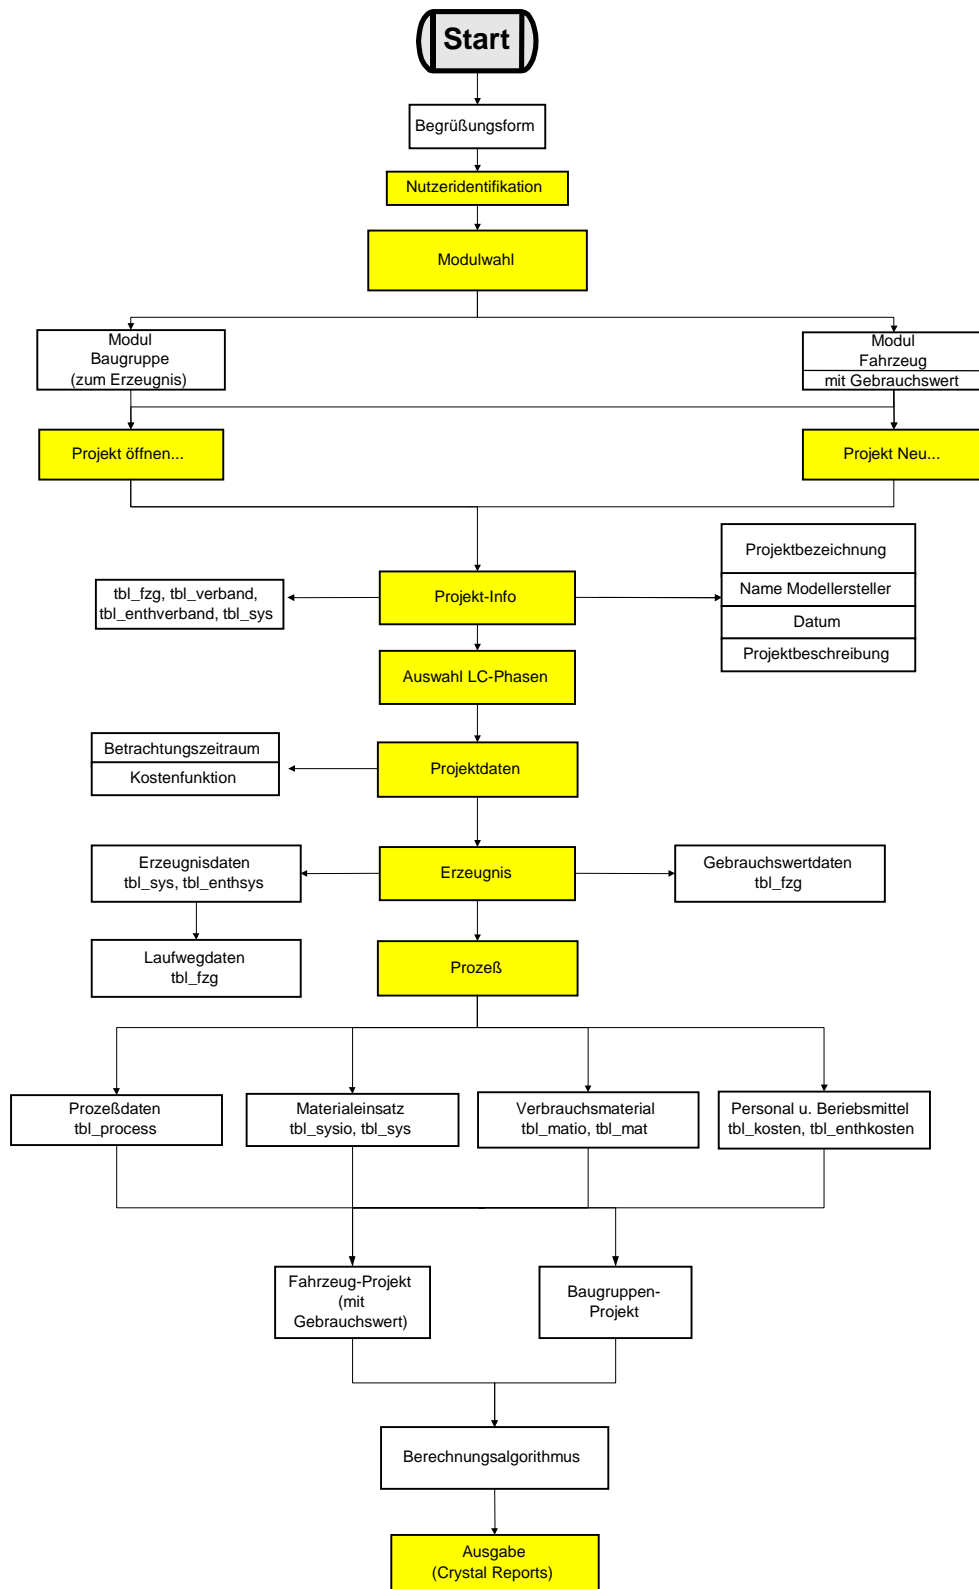 Start
Begrüßungsform
Nutzeridentifikation
Modulwahl
Modul
Baugruppe
(zum Erzeugnis)
Modul
Fahrzeug
mit Gebrauchswert
Projekt öffnen...
Projekt Neu...
Projektbezeichnung
Name Modellersteller
Datum
Projektbeschreibung
tbl_fzg, tbl_verband,
tbl_enthverband, tbl_sys
Projekt-Info
Auswahl LC-Phasen
Betrachtungszeitraum
Kostenfunktion
Projektdaten
Erzeugnisdaten
tbl_sys, tbl_enthsys
Erzeugnis
Gebrauchswertdaten
tbl_fzg
Laufwegdaten
tbl_fzg
Prozeß
Prozeßdaten
tbl_process
Materialeinsatz
tbl_sysio, tbl_sys
Verbrauchsmaterial
tbl_matio, tbl_mat
Personal u. Beriebsmittel
tbl_kosten, tbl_enthkosten
Fahrzeug-Projekt
(mit
Gebrauchswert)
Baugruppen-
Projekt
Berechnungsalgorithmus
Ausgabe
(Crystal Reports)